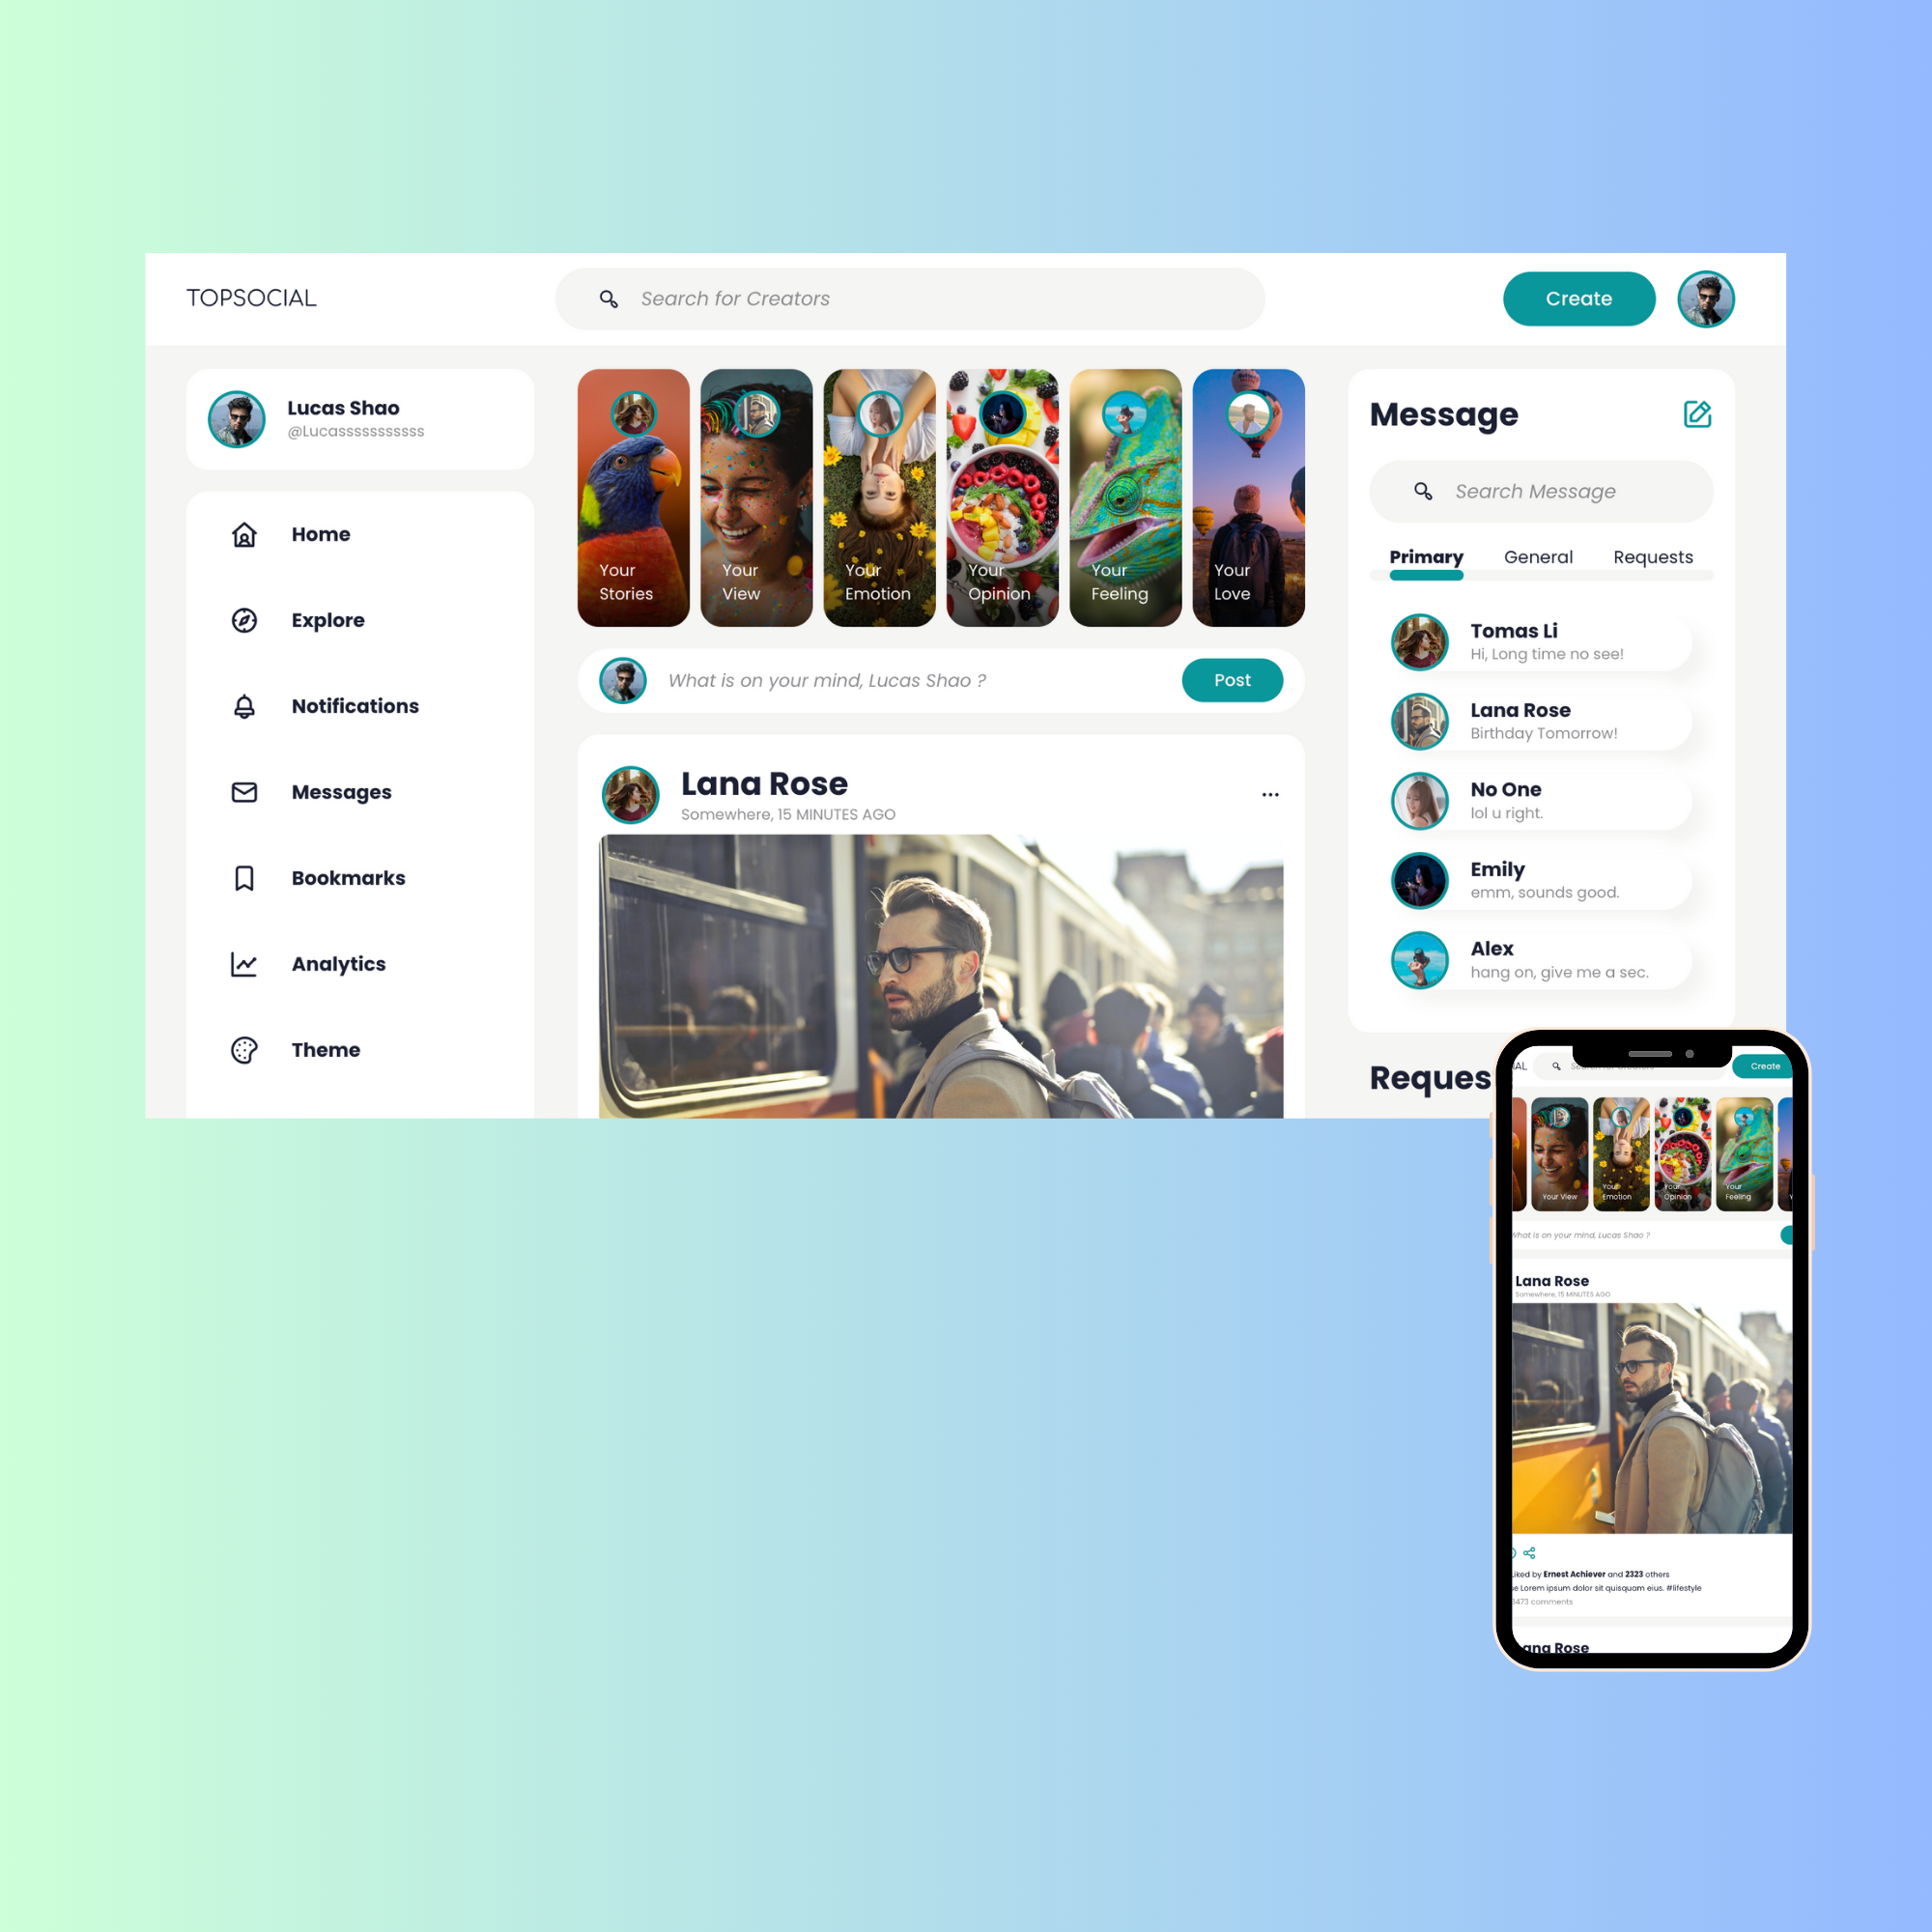 TOPSOCIAL
Search for Creators
Create
Lucas Shao
@Lucasssssssssss
Home
Explore
Notifications
Messages
Bookmarks
Analytics
Theme
Your
Stories
Your
View
Your
Emotion
Your
Opinion
Your
Feeling
Your
Love
What is on your mind, Lucas Shao ?
Post
Lana Rose
Somewhere, 15 MINUTES AGO
Message
Search Message
Primary General Requests
Tomas Li
Hi, Long time no see!
Lana Rose
Birthday Tomorrow!
No One
lol u right.
Emily
emm, sounds good.
Alex
hang on, give me a sec.
Reques
Create
Your View
Your
Emotion
Your
Opinion
Your
Feeling
What is on your mind, Lucas Shao ?
Lana Rose
Somewhere, 15 MINUTES AGO
Liked by Ernest Achiever and 2323 others
Lorem ipsum dolor sit quisquam eius. #lifestyle
3473 comments
ana Rose